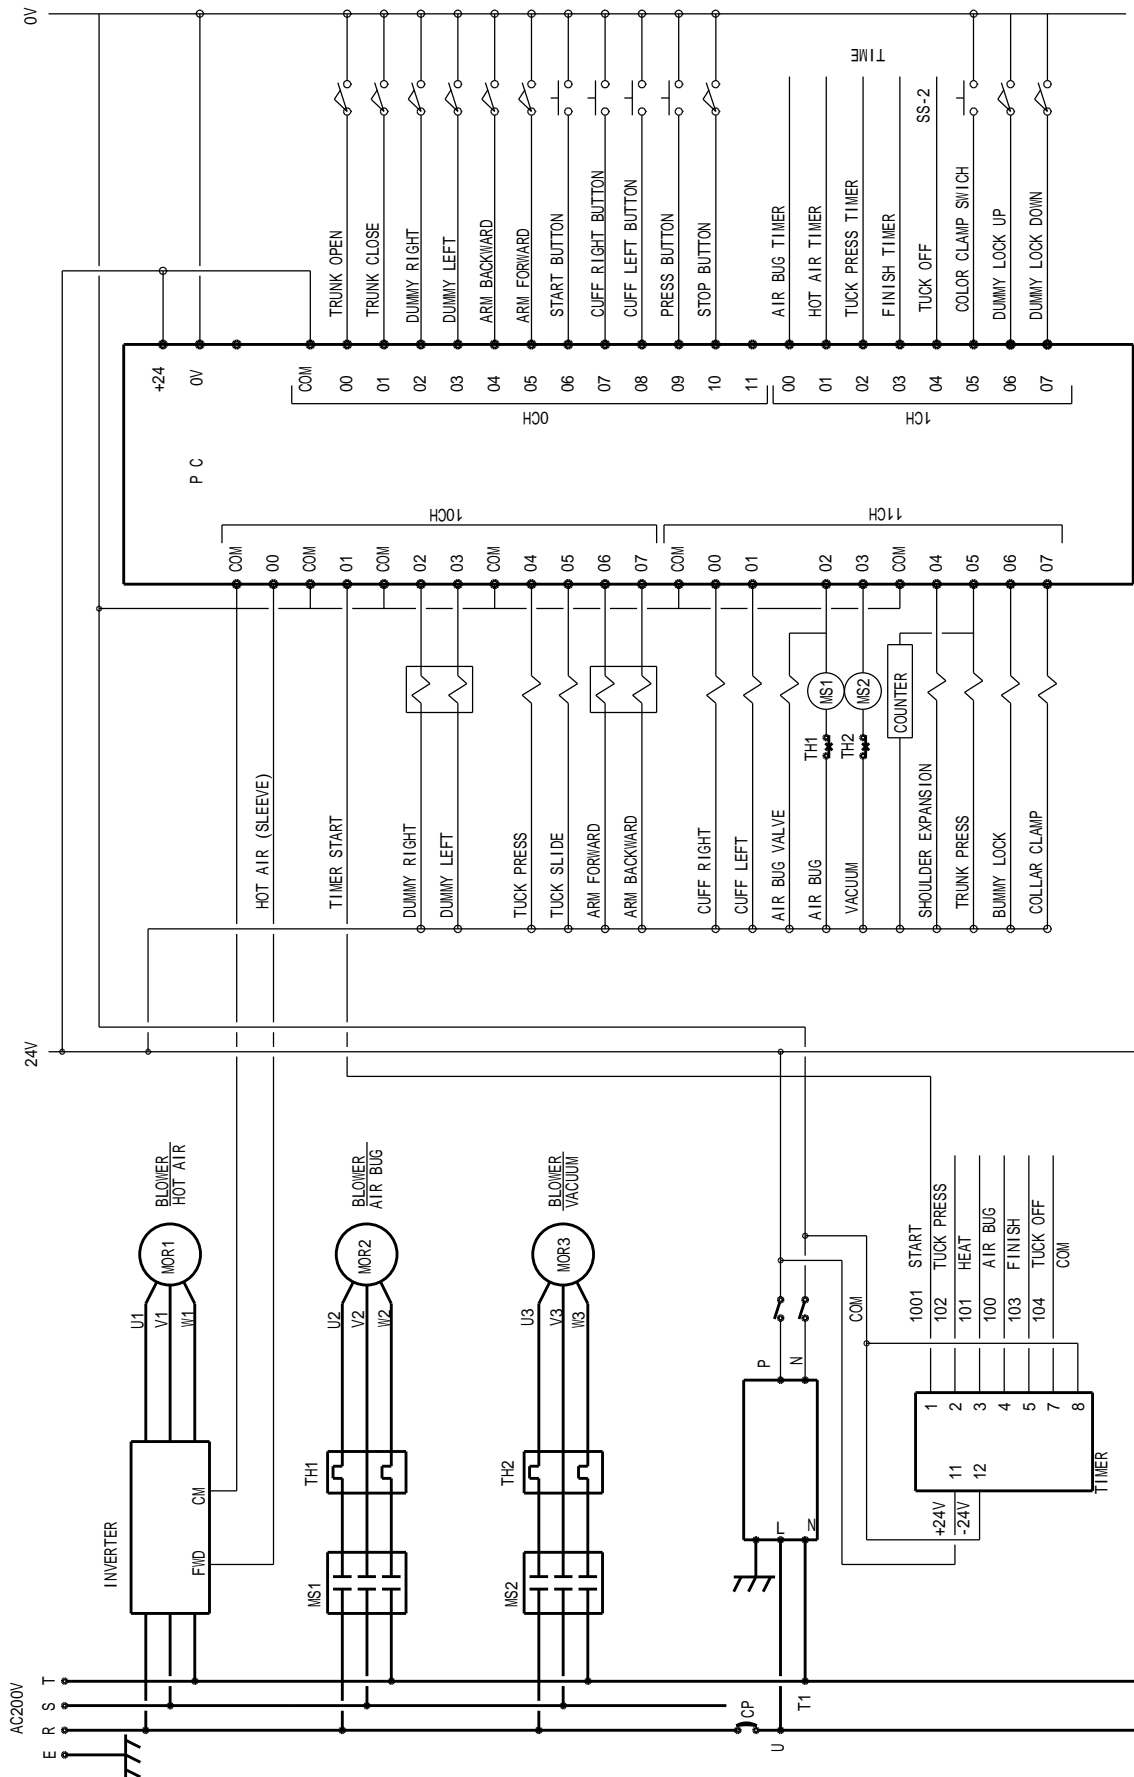 0V
24V
AC200V
E
R
S
T
TIME
SS-2
TRUNK OPEN
TRUNK CLOSE
DUMMY RIGHT
DUMMY LEFT
ARM BACKWARD
ARM FORWARD
START BUTTON
CUFF RIGHT BUTTON
CUFF LEFT BUTTON
PRESS BUTTON
STOP BUTTON
AIR BUG TIMER
HOT AIR TIMER
TUCK PRESS TIMER
FINISH TIMER
TUCK OFF
COLOR CLAMP SWICH
DUMMY LOCK UP
DUMMY LOCK DOWN
+24
0V
COM
00
01
02
03
04
05
06
07
08
09
10
11
00
01
02
03
04
05
06
07
0CH
1CH
P C
10CH
11CH
COM
00
COM
01
COM
02
03
COM
04
05
06
07
COM
00
01
02
03
COM
04
05
06
07
MS1
MS2
COUNTER
TH1
TH2
HOT AIR (SLEEVE)
TIMER START
DUMMY RIGHT
DUMMY LEFT
TUCK PRESS
TUCK SLIDE
ARM FORWARD
ARM BACKWARD
CUFF RIGHT
CUFF LEFT
AIR BUG VALVE
AIR BUG
VACUUM
SHOULDER EXPANSION
TRUNK PRESS
BUMMY LOCK
COLLAR CLAMP
BLOWER
HOT AIR
BLOWER
AIR BUG
BLOWER
VACUUM
MOR1
MOR2
MOR3
U1
V1
W1
U2
V2
W2
U3
V3
W3
INVERTER
CM
FWD
TH1
TH2
MS1
MS2
P
N
L
N
COM
1001 START
102 TUCK PRESS
101 HEAT
100 AIR BUG
103 FINISH
104 TUCK OFF
COM
1
2
3
4
5
7
8
11
12
+24V
-24V
TIMER
CP
U
T1